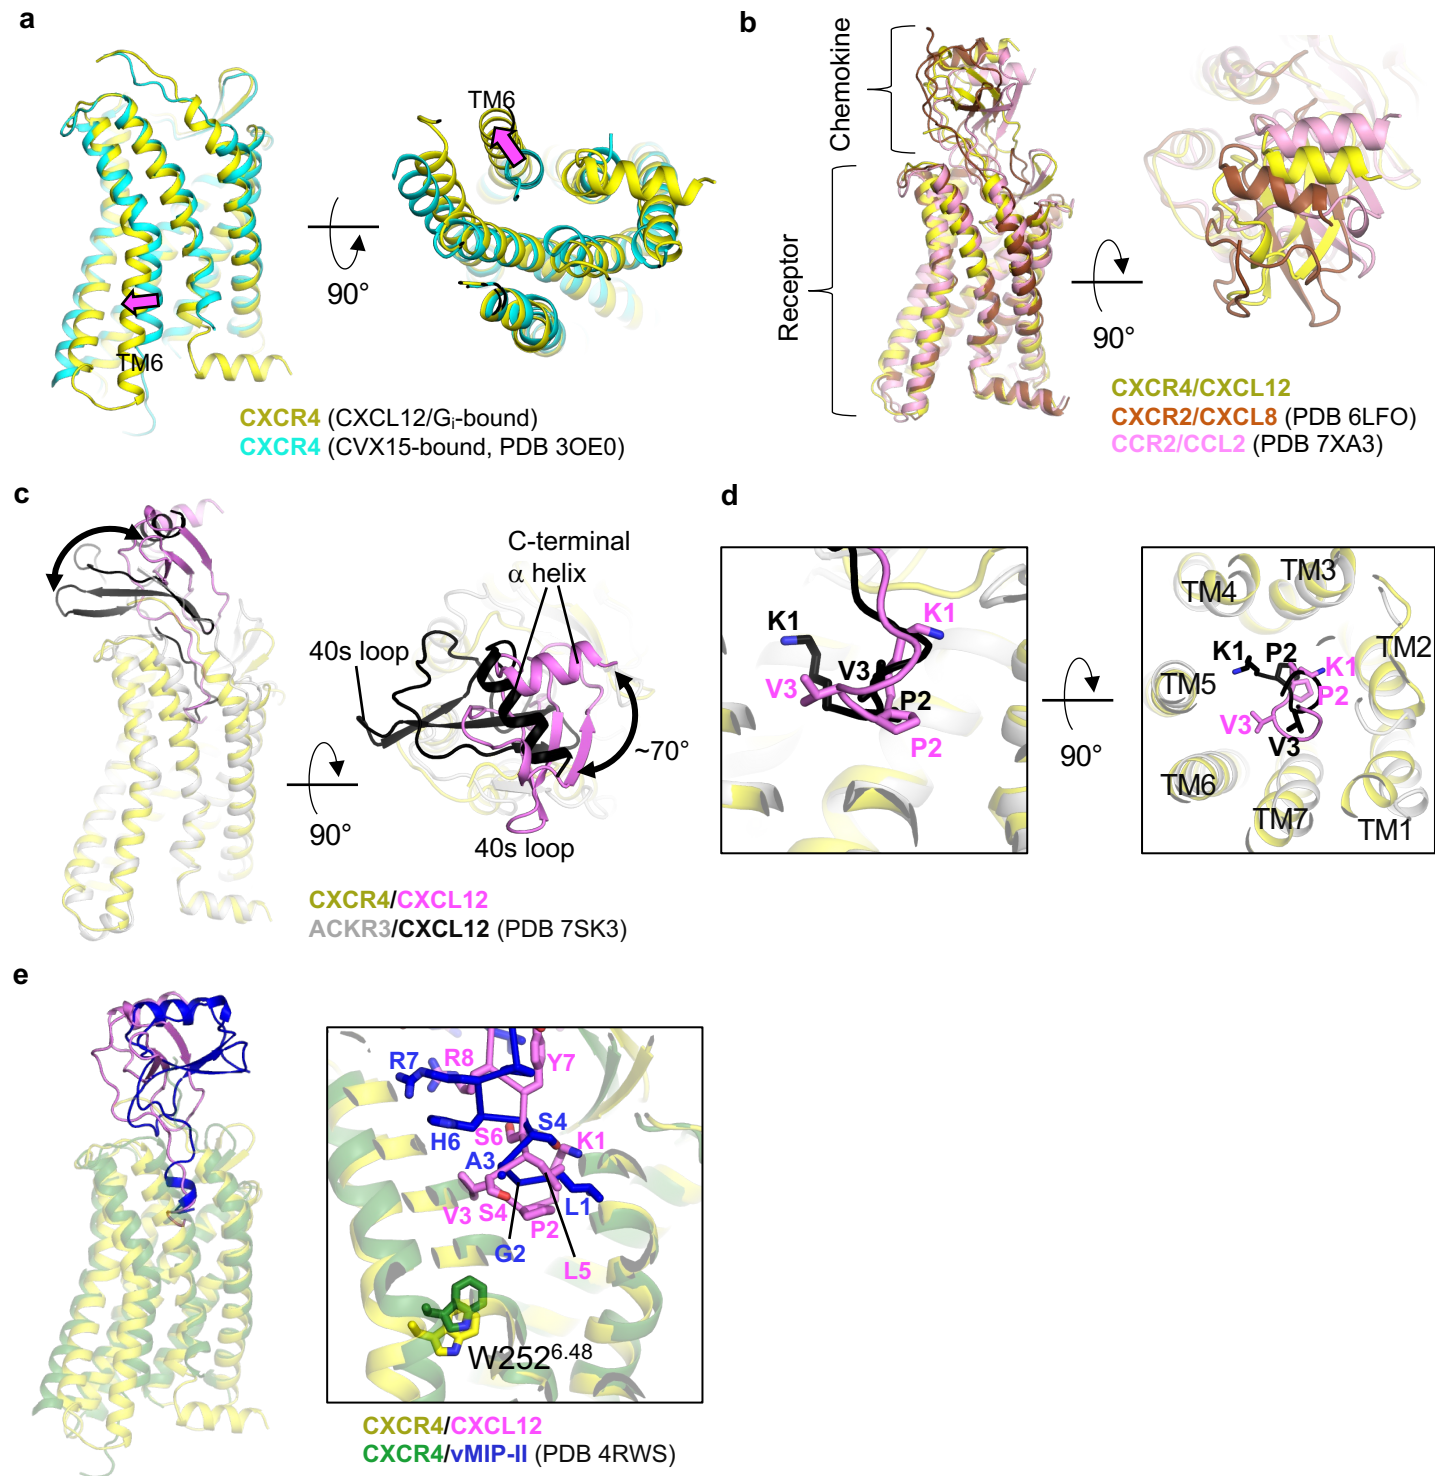 a
TM6
TM6
90°
CXCR4 (CXCL12/Gi-bound)
CXCR4 (CVX15-bound, PDB 3OE0)
b
Chemokine
Receptor
90°
CXCR4/CXCL12
CXCR2/CXCL8 (PDB 6LFO)
CCR2/CCL2 (PDB 7XA3)
c
C-terminal
α helix
40s loop
~70°
40s loop
90°
CXCR4/CXCL12
ACKR3/CXCL12 (PDB 7SK3)
d
K1
K1
V3
V3
P2
P2
90°
TM3
TM4
TM2
K1
P2
K1
TM5
P2
V3
V3
TM6
TM7
TM1
e
R7
R8
Y7
H6
S6
S4
K1
A3
V3
S4
P2
L1
G2
L5
W252^6.48
CXCR4/CXCL12
CXCR4/vMIP-II (PDB 4RWS)